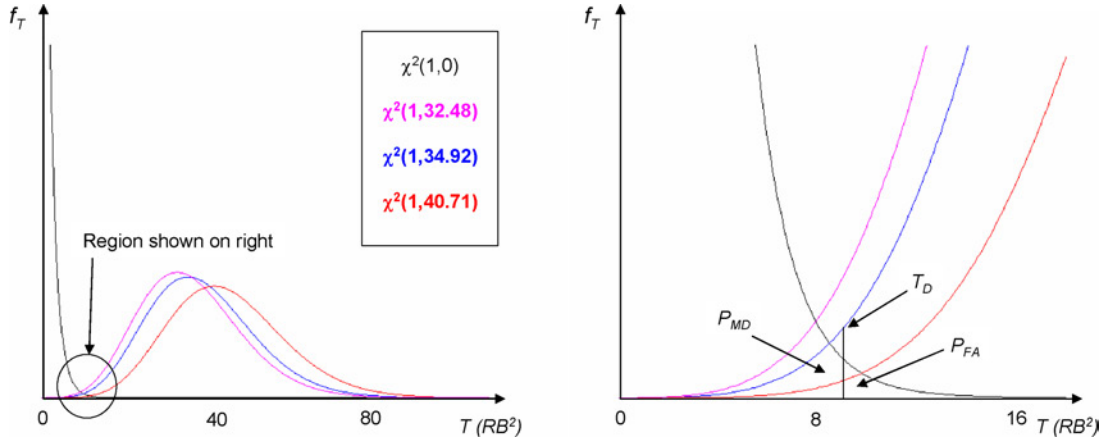 f_T
χ²(1,0)
χ²(1,32.48)
χ²(1,34.92)
χ²(1,40.71)
Region shown on right
0
40
80
T (RB²)
f_T
T_D
P_MD
P_FA
0
8
16
T (RB²)